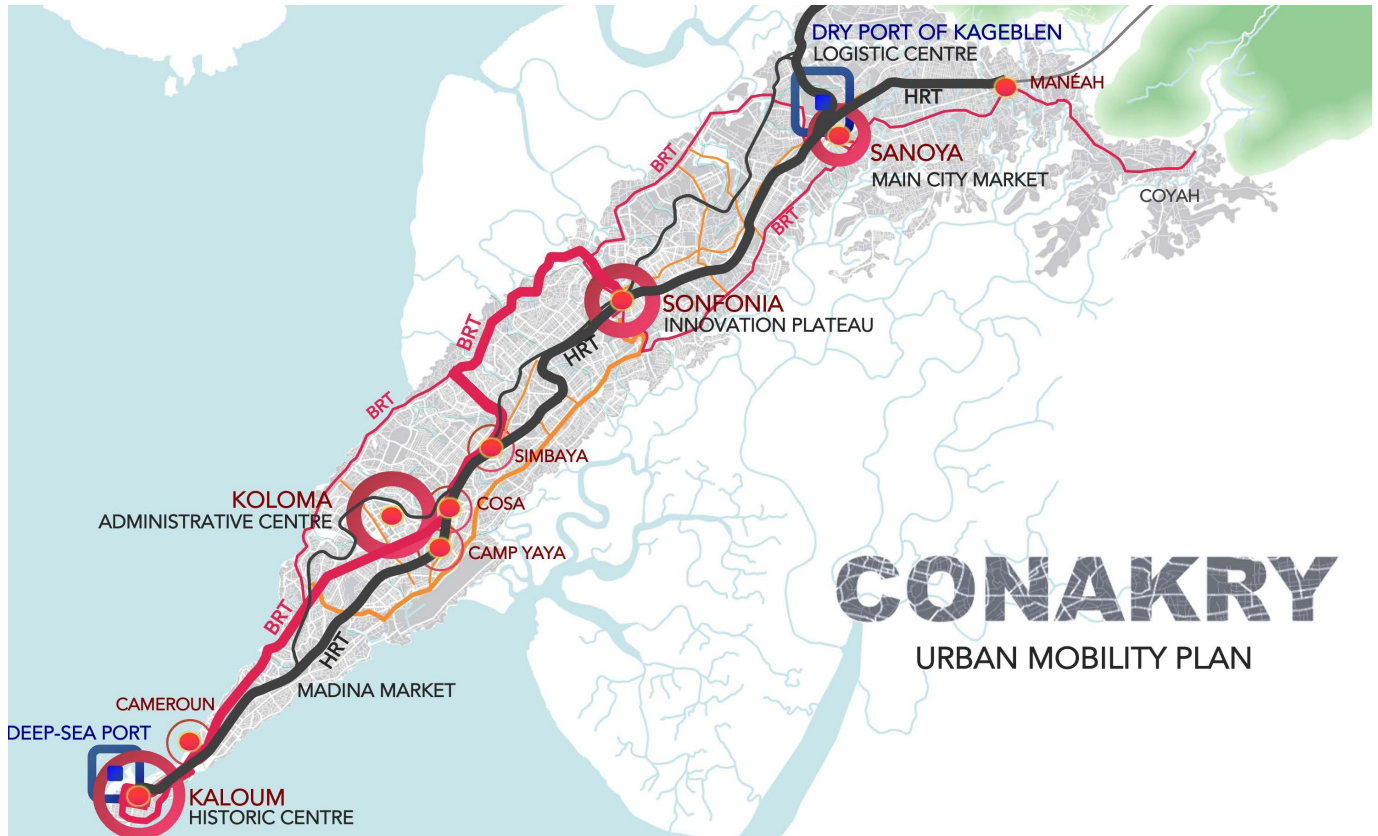 DRY PORT OF KAGEBLEN
LOGISTIC CENTRE
MANÉAH
HRT
SANOYA
BRT
MAIN CITY MARKET
COYAH
BRT
SONFONIA
INNOVATION PLATEAU
BRT
HRT
BRT
SIMBAYA
KOLOMA
ADMINISTRATIVE CENTRE
COSA
CAMP YAYA
CONAKRY
URBAN MOBILITY PLAN
BRT
HRT
MADINA MARKET
CAMEROUN
DEEP-SEA PORT
KALOUM
HISTORIC CENTRE